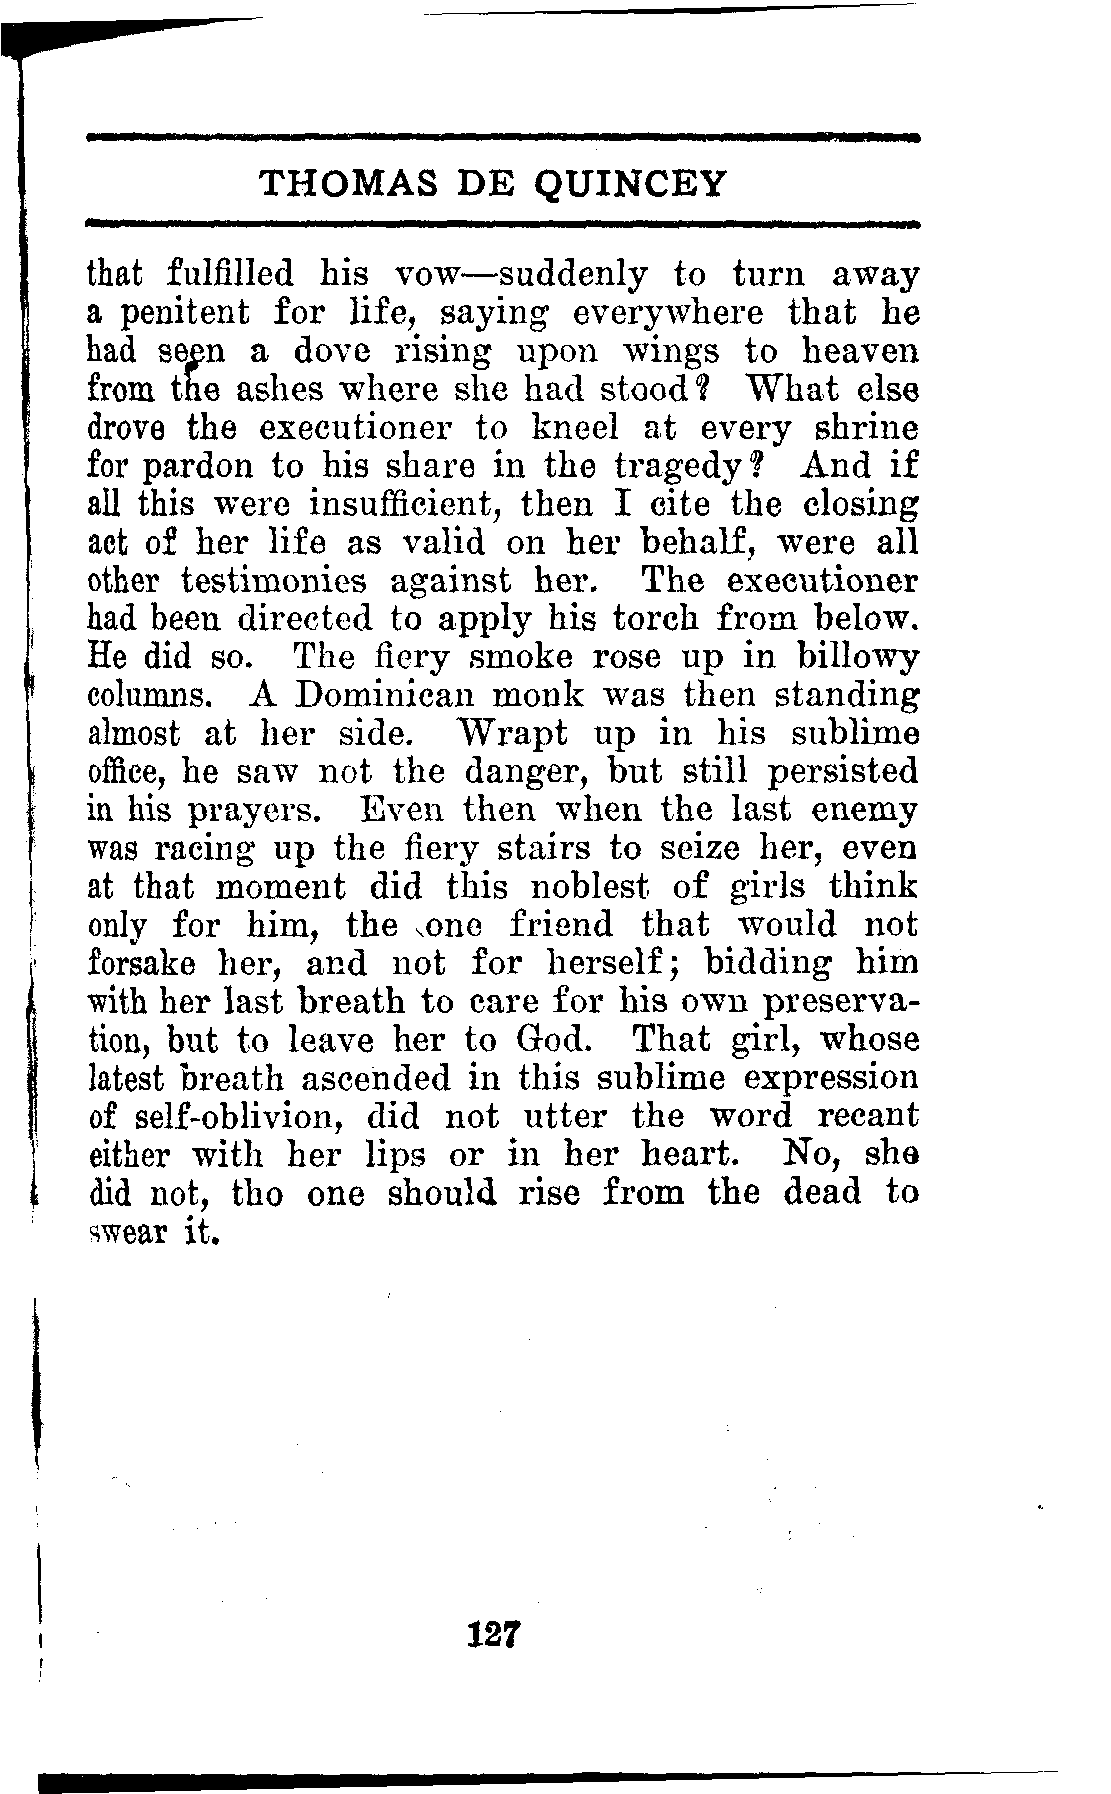 THOMAS DE QUINCEY
that fulfilled his vow—suddenly to turn away
a penitent for life, saying everywhere that he
had seen a dove rising upon wings to heaven
from the ashes where she had stood? What else
drove the executioner to kneel at every shrine
for pardon to his share in the tragedy? And if
all this were insufficient, then I cite the closing
act of her life as valid on her behalf, were all
other testimonies against her. The executioner
had been directed to apply his torch from below.
He did so. The fiery smoke rose up in billowy
columns. A Dominican monk was then standing
almost at her side. Wrapt up in his sublime
office, he saw not the danger, but still persisted
in his prayers. Even then when the last enemy
was racing up the fiery stairs to seize her, even
at that moment did this noblest of girls think
only for him, the one friend that would not
forsake her, and not for herself; bidding him
with her last breath to care for his own preserva-
tion, but to leave her to God. That girl, whose
latest breath ascended in this sublime expression
of self-oblivion, did not utter the word recant
either with her lips or in her heart. No, she
did not, tho one should rise from the dead to
swear it.
127